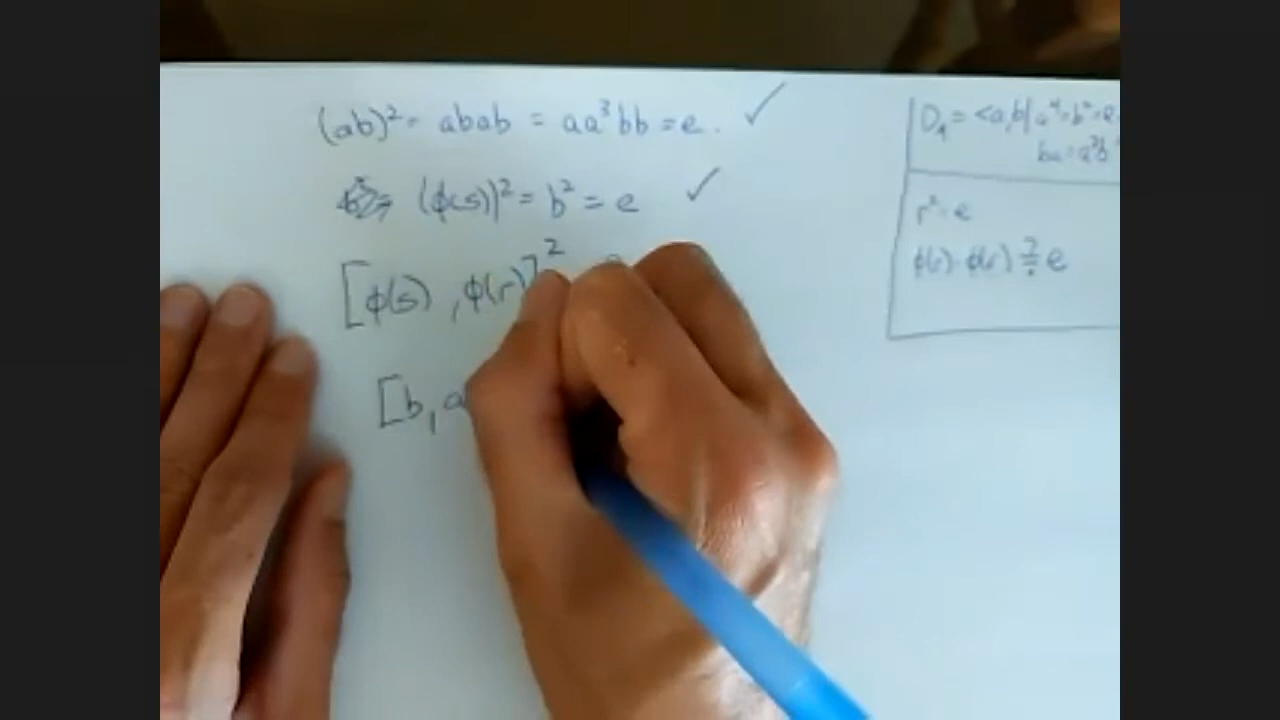 (ab)² = abab = aa³bb = e. ✓
(φ(s))² = b² = e ✓
[φ(s), φ(r)]²
[b, a
D₄ = <a,b| a⁴=b²=e,
ba=a³b
r²=e
φ(r)·φ(r) ≟ e